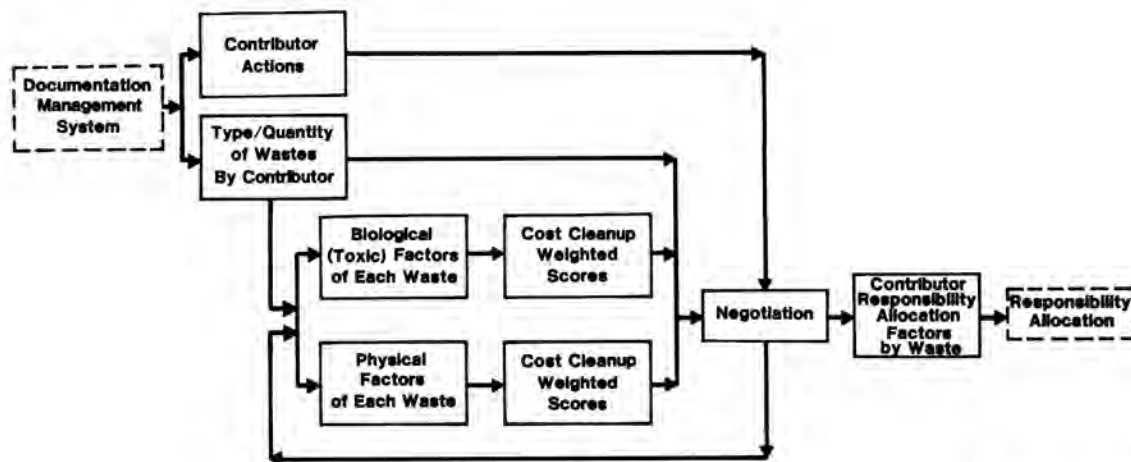 Contributor
Actions
Documentation
Management
System
Type/Quantity
of Wastes
By Contributor
Biological
(Toxic) Factors
of Each Waste
Cost Cleanup
Weighted
Scores
Negotiation
Contributor
Responsibility
Allocation
Factors
by Waste
Responsibility
Allocation
Physical
Factors
of Each Waste
Cost Cleanup
Weighted
Scores